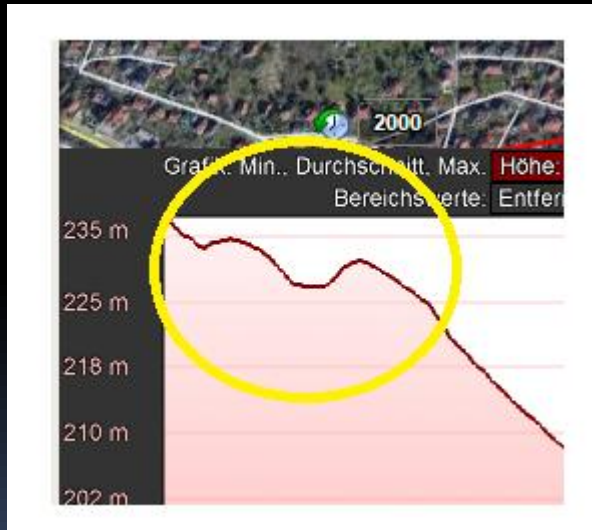 2000
Grafik: Min., Durchschnitt, Max. Höhe:
Bereichswerte: Entfer
235 m
225 m
218 m
210 m
202 m